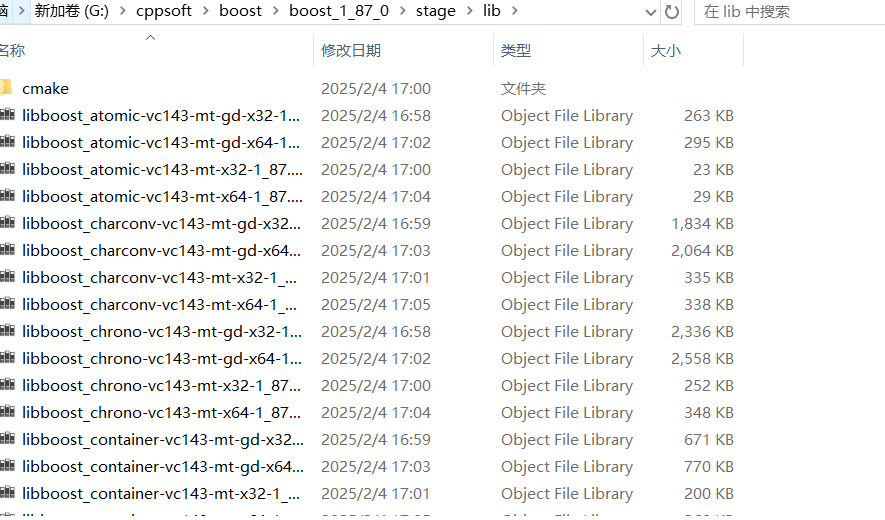 新加卷 (G:) > cppsoft > boost > boost_1_87_0 > stage > lib > 在 lib 中搜索
名称 修改日期 类型 大小
cmake 2025/2/4 17:00 文件夹
libboost_atomic-vc143-mt-gd-x32-1... 2025/2/4 16:58 Object File Library 263 KB
libboost_atomic-vc143-mt-gd-x64-1... 2025/2/4 17:02 Object File Library 295 KB
libboost_atomic-vc143-mt-x32-1_87.... 2025/2/4 17:00 Object File Library 23 KB
libboost_atomic-vc143-mt-x64-1_87.... 2025/2/4 17:04 Object File Library 29 KB
libboost_charconv-vc143-mt-gd-x32... 2025/2/4 16:59 Object File Library 1,834 KB
libboost_charconv-vc143-mt-gd-x64... 2025/2/4 17:03 Object File Library 2,064 KB
libboost_charconv-vc143-mt-x32-1_... 2025/2/4 17:01 Object File Library 335 KB
libboost_charconv-vc143-mt-x64-1_... 2025/2/4 17:05 Object File Library 338 KB
libboost_chrono-vc143-mt-gd-x32-1... 2025/2/4 16:58 Object File Library 2,336 KB
libboost_chrono-vc143-mt-gd-x64-1... 2025/2/4 17:02 Object File Library 2,558 KB
libboost_chrono-vc143-mt-x32-1_87... 2025/2/4 17:00 Object File Library 252 KB
libboost_chrono-vc143-mt-x64-1_87... 2025/2/4 17:04 Object File Library 348 KB
libboost_container-vc143-mt-gd-x32... 2025/2/4 16:59 Object File Library 671 KB
libboost_container-vc143-mt-gd-x64... 2025/2/4 17:03 Object File Library 770 KB
libboost_container-vc143-mt-x32-1_... 2025/2/4 17:01 Object File Library 200 KB